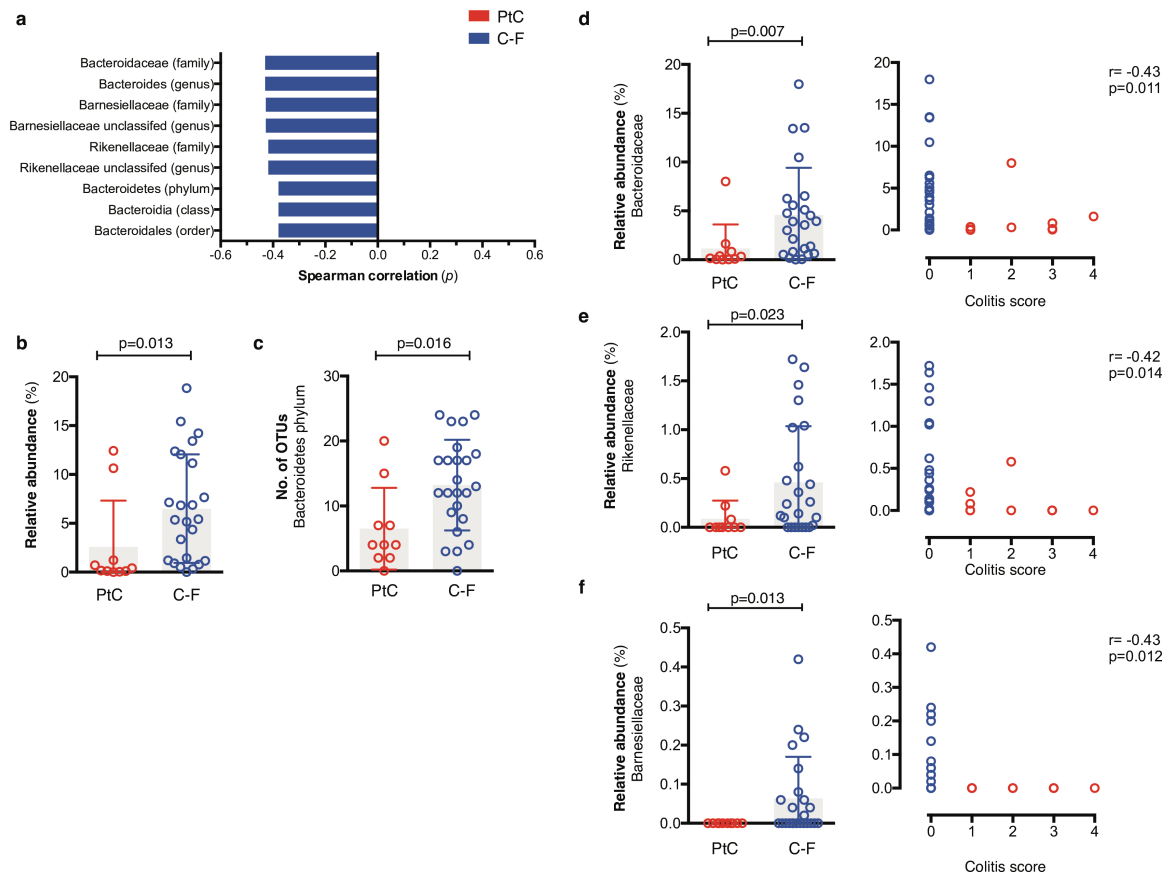 a
PtC
C-F
Bacteroidaceae (family)
Bacteroides (genus)
Barnesiellaceae (family)
Barnesiellaceae unclassifed (genus)
Rikenellaceae (family)
Rikenellaceae unclassifed (genus)
Bacteroidetes (phylum)
Bacteroidia (class)
Bacteroidales (order)
-0.6 -0.4 -0.2 0.0 0.2 0.4 0.6
Spearman correlation (p)
b
p=0.013
Relative abundance (%)
20
15
10
5
0
PtC C-F
c
p=0.016
No. of OTUs
Bacteroidetes phylum
30
20
10
0
PtC C-F
d
p=0.007
Relative abundance (%)
Bacteroidaceae
20
15
10
5
0
PtC C-F
20
15
10
5
0
0 1 2 3 4
Colitis score
r= -0.43
p=0.011
e
p=0.023
Relative abundance (%)
Rikenellaceae
2.0
1.5
1.0
0.5
0.0
PtC C-F
2.0
1.5
1.0
0.5
0.0
0 1 2 3 4
Colitis score
r= -0.42
p=0.014
f
p=0.013
Relative abundance (%)
Barnesiellaceae
0.5
0.4
0.3
0.2
0.1
0.0
PtC C-F
0.5
0.4
0.3
0.2
0.1
0.0
0 1 2 3 4
Colitis score
r= -0.43
p=0.012